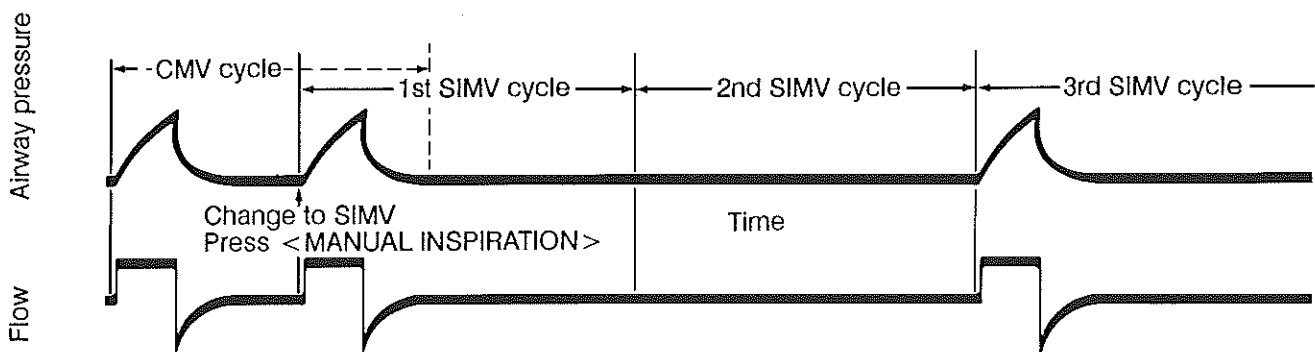 Airway pressure
CMV cycle
1st SIMV cycle
2nd SIMV cycle
3rd SIMV cycle
Change to SIMV
Press <MANUAL INSPIRATION>
Time
Flow